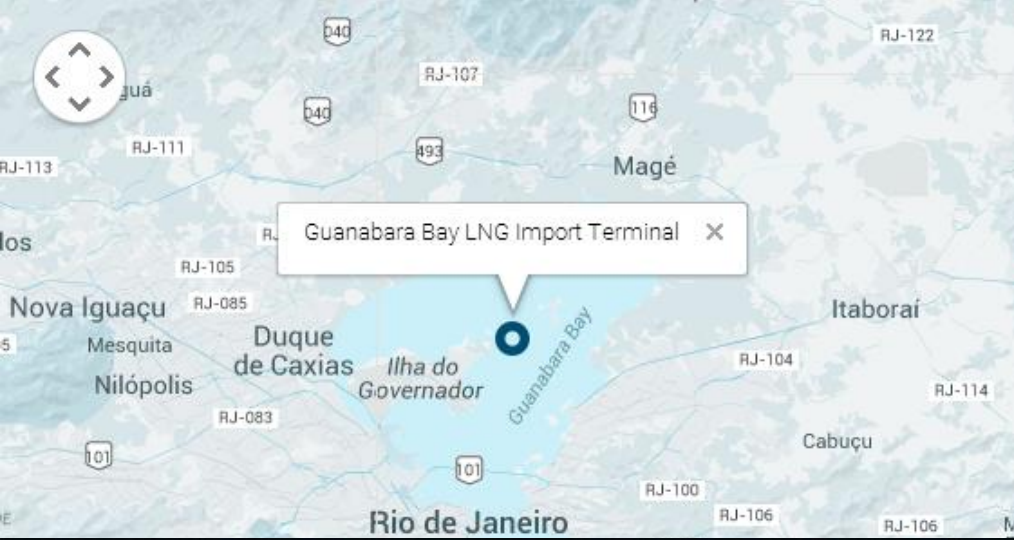 040
RJ-122
RJ-107
guá
040
116
RJ-111
493
RJ-113
Magé
Guanabara Bay LNG Import Terminal
los
RJ-105
Nova Iguaçu
RJ-085
Itaboraí
Duque
de Caxias
Mesquita
Guanabara Bay
RJ-104
Ilha do
Governador
Nilópolis
RJ-114
RJ-083
Cabuçu
101
101
RJ-100
RJ-106
Rio de Janeiro
RJ-106